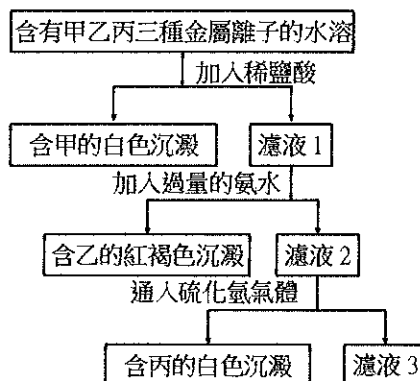 含有甲乙丙三種金屬離子的水溶
加入稀鹽酸
含甲的白色沉澱
濾液1
加入過量的氨水
含乙的紅褐色沉澱
濾液2
通入硫化氫氣體
含丙的白色沉澱
濾液3